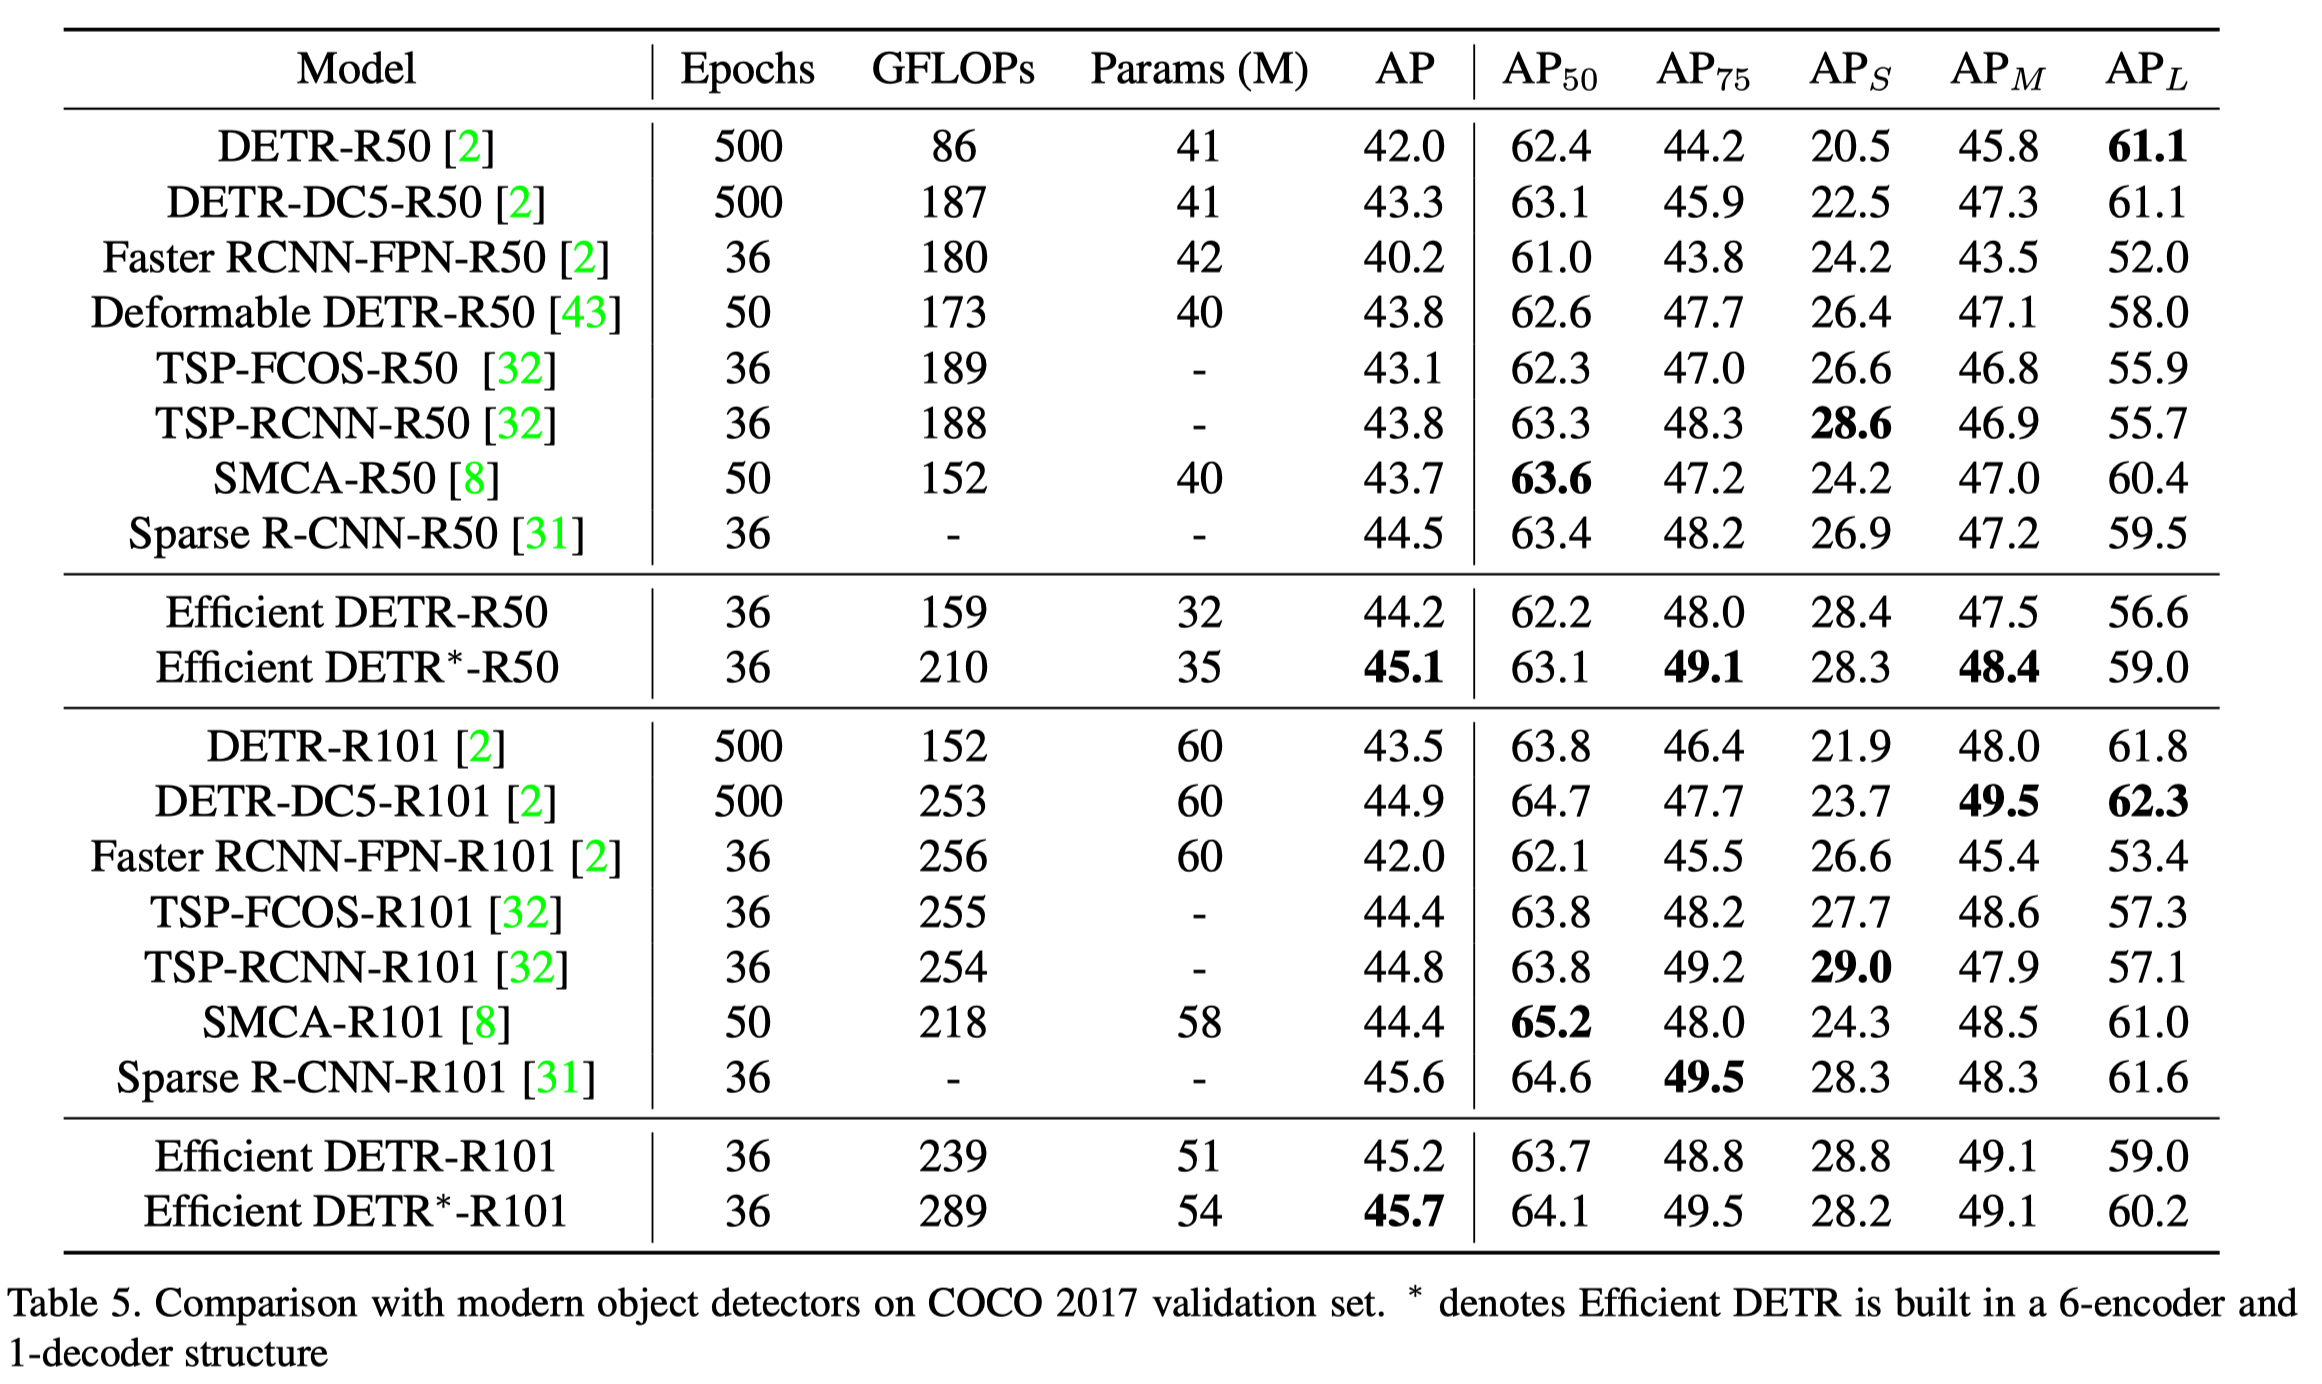 Model Epochs GFLOPs Params (M) AP AP50 AP75 APS APM APL
DETR-R50 [2] 500 86 41 42.0 62.4 44.2 20.5 45.8 61.1
DETR-DC5-R50 [2] 500 187 41 43.3 63.1 45.9 22.5 47.3 61.1
Faster RCNN-FPN-R50 [2] 36 180 42 40.2 61.0 43.8 24.2 43.5 52.0
Deformable DETR-R50 [43] 50 173 40 43.8 62.6 47.7 26.4 47.1 58.0
TSP-FCOS-R50 [32] 36 189 - 43.1 62.3 47.0 26.6 46.8 55.9
TSP-RCNN-R50 [32] 36 188 - 43.8 63.3 48.3 28.6 46.9 55.7
SMCA-R50 [8] 50 152 40 43.7 63.6 47.2 24.2 47.0 60.4
Sparse R-CNN-R50 [31] 36 - - 44.5 63.4 48.2 26.9 47.2 59.5
Efficient DETR-R50 36 159 32 44.2 62.2 48.0 28.4 47.5 56.6
Efficient DETR*-R50 36 210 35 45.1 63.1 49.1 28.3 48.4 59.0
DETR-R101 [2] 500 152 60 43.5 63.8 46.4 21.9 48.0 61.8
DETR-DC5-R101 [2] 500 253 60 44.9 64.7 47.7 23.7 49.5 62.3
Faster RCNN-FPN-R101 [2] 36 256 60 42.0 62.1 45.5 26.6 45.4 53.4
TSP-FCOS-R101 [32] 36 255 - 44.4 63.8 48.2 27.7 48.6 57.3
TSP-RCNN-R101 [32] 36 254 - 44.8 63.8 49.2 29.0 47.9 57.1
SMCA-R101 [8] 50 218 58 44.4 65.2 48.0 24.3 48.5 61.0
Sparse R-CNN-R101 [31] 36 - - 45.6 64.6 49.5 28.3 48.3 61.6
Efficient DETR-R101 36 239 51 45.2 63.7 48.8 28.8 49.1 59.0
Efficient DETR*-R101 36 289 54 45.7 64.1 49.5 28.2 49.1 60.2
Table 5. Comparison with modern object detectors on COCO 2017 validation set. * denotes Efficient DETR is built in a 6-encoder and
1-decoder structure